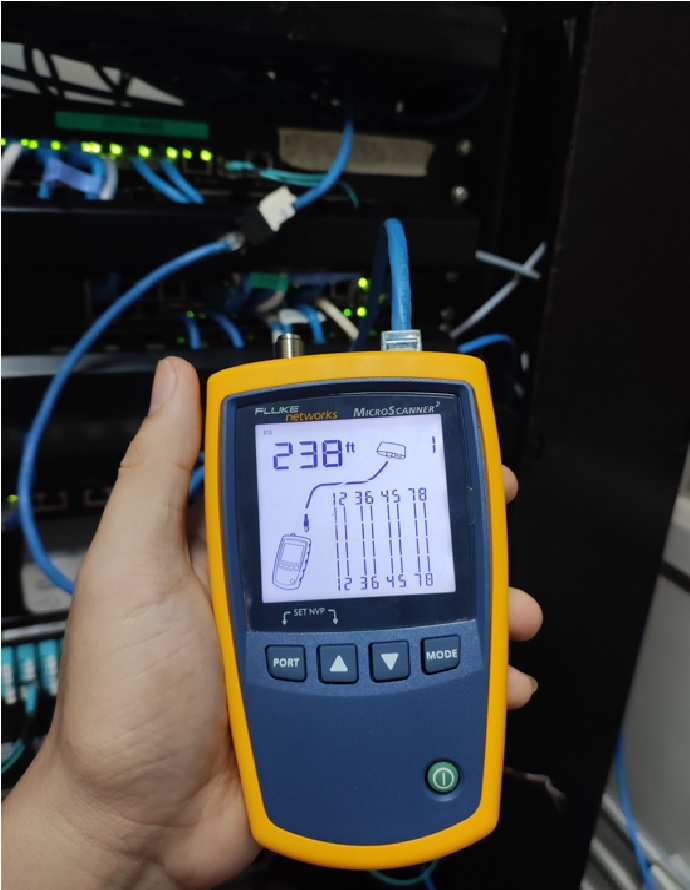 FLUKE
networks MICROSCANNER²
238 ft 1
12 36 45 78
12 36 45 78
SET NVP
PORT MODE